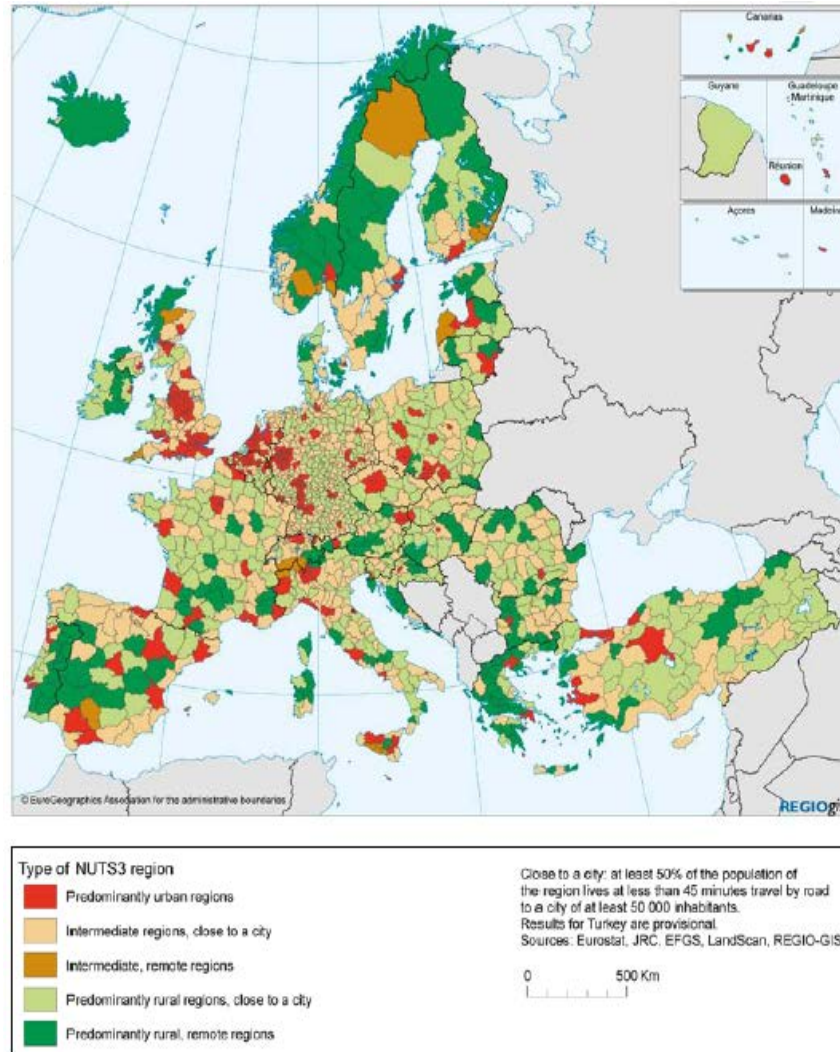 Canarias
Guyane
Guadeloupe
Martinique
Réunion
Açores
Madei
© EuroGeographics Association for the administrative boundaries
REGIOgi
Type of NUTS3 region
Predominantly urban regions
Intermediate regions, close to a city
Intermediate, remote regions
Predominantly rural regions, close to a city
Predominantly rural, remote regions
Close to a city: at least 50% of the population of
the region lives at less than 45 minutes travel by road
to a city of at least 50 000 inhabitants.
Results for Turkey are provisional.
Sources: Eurostat, JRC, EFGS, LandScan, REGIO-GIS
0 500 Km